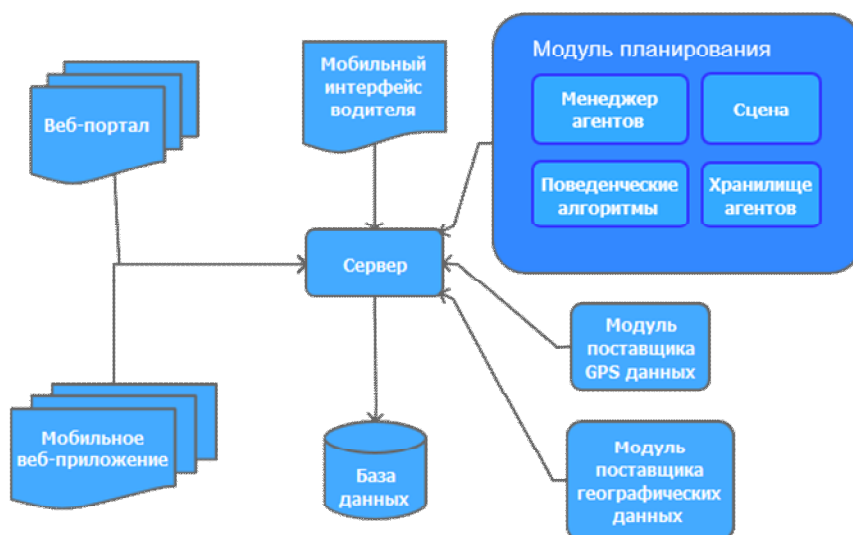 Веб-портал
Мобильный
интерфейс
водителя
Модуль планирования
Менеджер
агентов
Сцена
Поведенческие
алгоритмы
Хранилище
агентов
Сервер
Модуль
поставщика
GPS данных
Мобильное
веб-приложение
База
данных
Модуль
поставщика
географических
данных